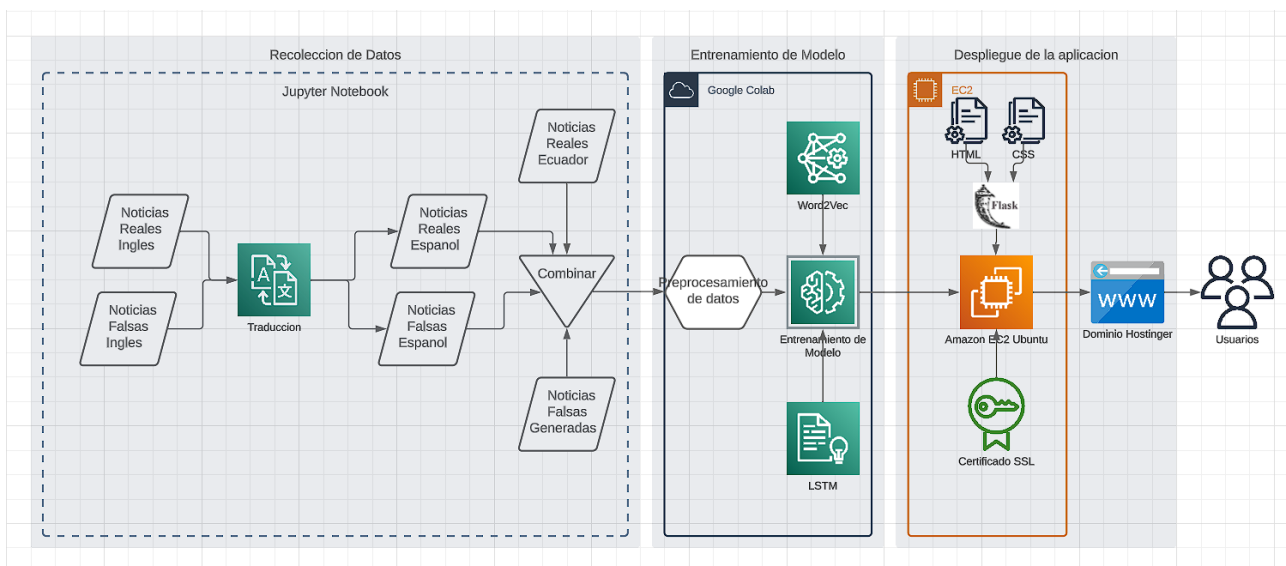 Recoleccion de Datos
Jupyter Notebook
Noticias
Reales
Ingles
Noticias
Falsas
Ingles
A
文
Traduccion
Noticias
Reales
Espanol
Noticias
Falsas
Espanol
Noticias
Reales
Ecuador
Combinar
Noticias
Falsas
Generadas
Entrenamiento de Modelo
Google Colab
Word2Vec
Preprocesamiento
de datos
Entrenamiento de
Modelo
LSTM
Despliegue de la aplicacion
EC2
HTML
CSS
Flask
Amazon EC2 Ubuntu
Certificado SSL
WWW
Dominio Hostinger
Usuarios